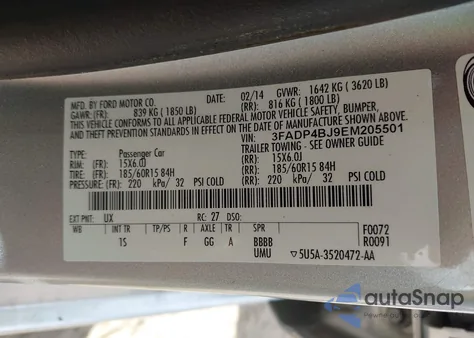 MFD. BY FORD MOTOR CO.
DATE: 02/14 GVWR: 1642 KG ( 3620 LB)
GAWR: (FR): 839 KG ( 1850 LB) (RR): 816 KG ( 1800 LB)
THIS VEHICLE CONFORMS TO ALL APPLICABLE FEDERAL MOTOR
VEHICLE SAFETY, BUMPER, AND THEFT PREVENTION STANDARDS IN EFFECT
ON THE DATE OF MANUFACTURE SHOWN ABOVE.
VIN: 3FADP4BJ9EM205501
TYPE: Passenger Car TRAILER TOWING - SEE OWNER GUIDE
RIM: (FR): 15X6.0J (RR): 15X6.0J
TIRES: (FR): 185/60R15 84H (RR): 185/60R15 84H
PRESSURE: (FR): 220 kPa/ 32 PSI COLD (RR): 220 kPa/ 32 PSI COLD
EXT PNT: UX RC: 27 DSO:
WB INT TR TP/PS R AXLE TR SPR
15 F GG A BBBB
UMU
F0072
R0091
5U5A-3520472-AA
autoSnap